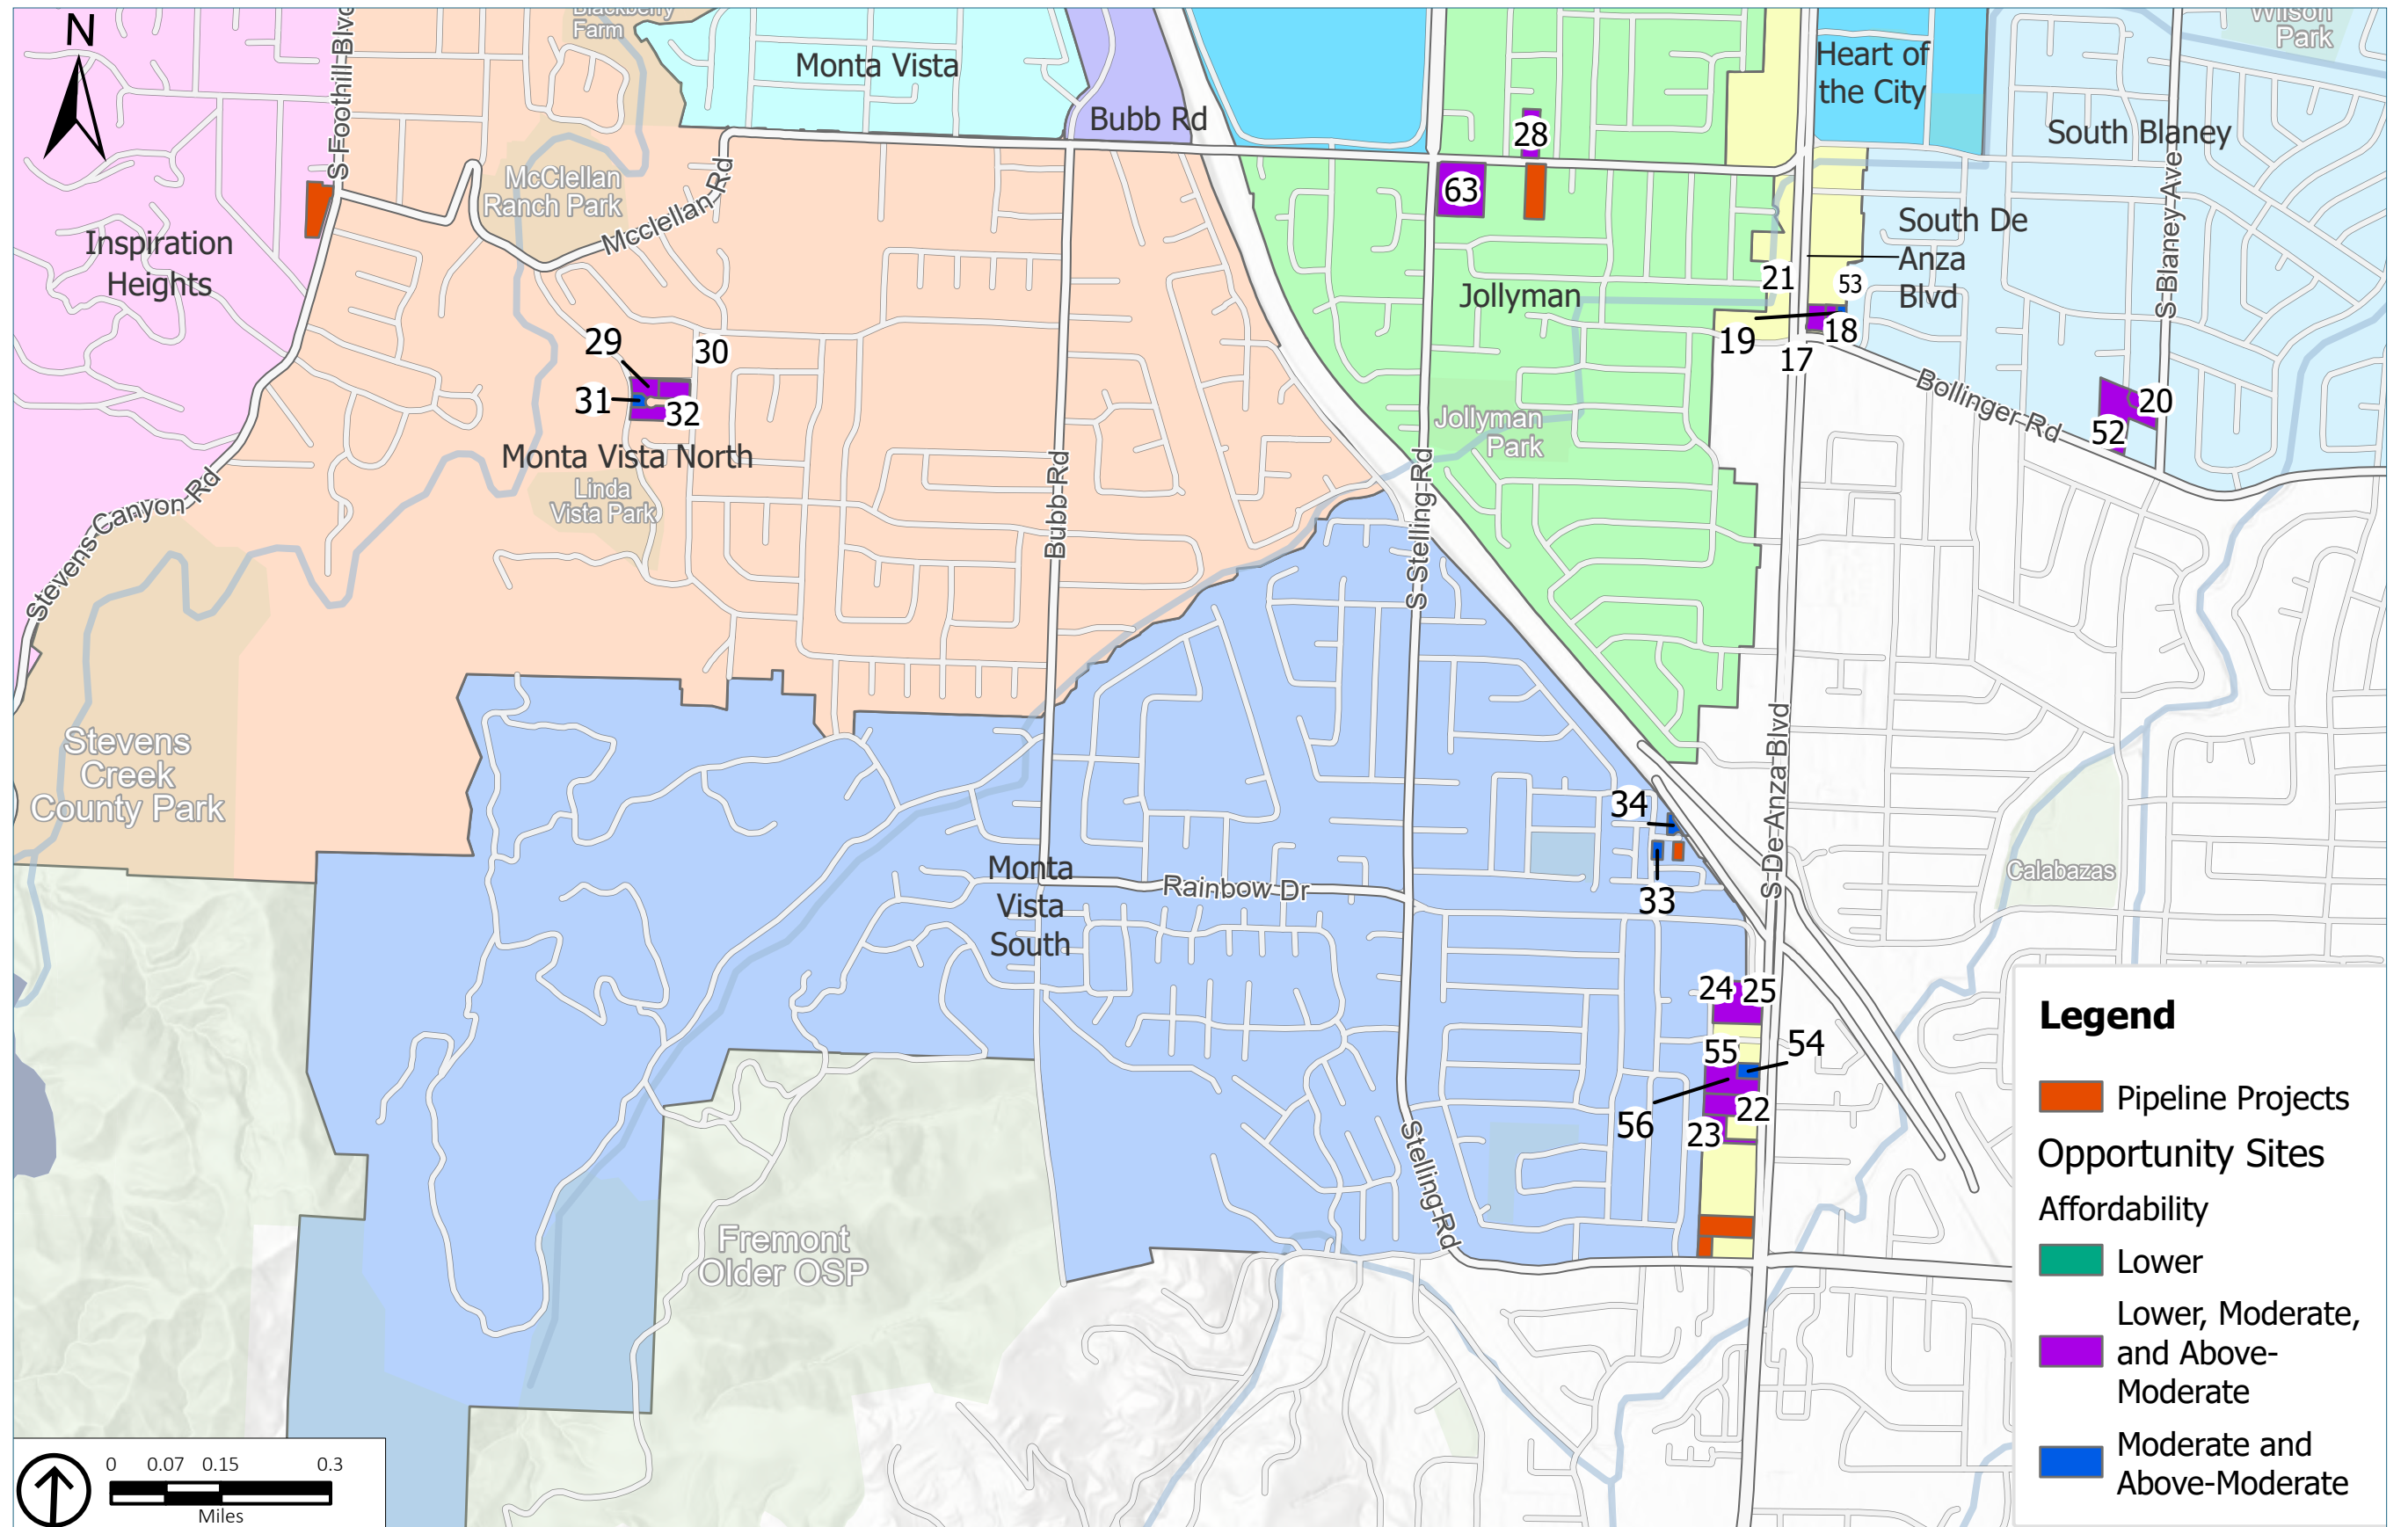 N
S Foothill Blvd
Blackberry
Farm
Monta Vista
Bubb Rd
Heart of
the City
Wilson
Park
South Blaney
28
63
McClellan
Ranch Park
Mcclellan Rd
Inspiration
Heights
South De
Anza
Blvd
S Blaney Ave
21
53
Jollyman
19
18
17
29
30
31
32
Bollinger Rd
20
52
Jollyman
Park
Monta Vista North
Linda
Vista Park
Stevens Canyon Rd
Bubb Rd
S Stelling Rd
Stevens
Creek
County Park
S De Anza Blvd
34
33
Calabazas
Monta
Vista
South
Rainbow Dr
24
25
54
55
56
22
23
Stelling Rd
Fremont
Older OSP
Legend
Pipeline Projects
Opportunity Sites
Affordability
Lower
Lower, Moderate,
and Above-
Moderate
Moderate and
Above-Moderate
0 0.07 0.15 0.3
Miles